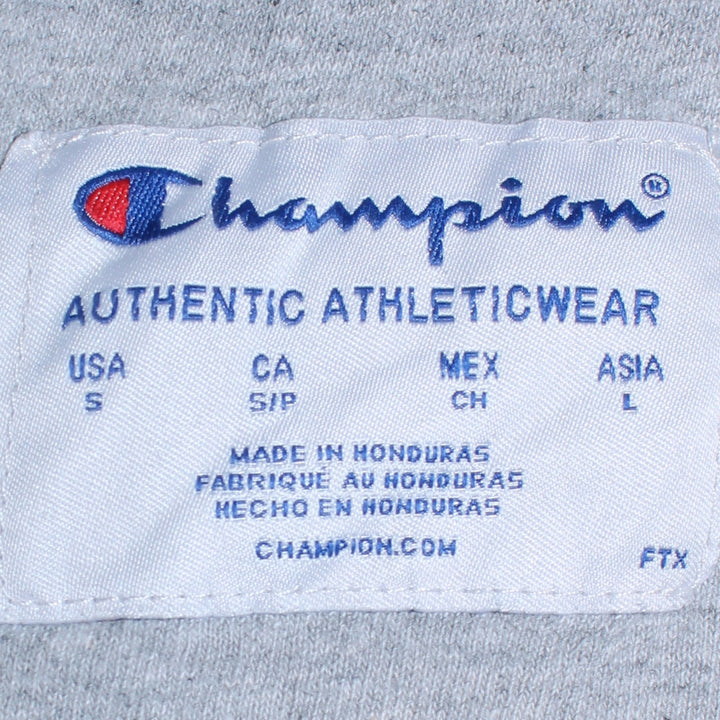 Champion®
AUTHENTIC ATHLETICWEAR
USA CA MEX ASIA
S S/P CH L
MADE IN HONDURAS
FABRIQUÉ AU HONDURAS
HECHO EN HONDURAS
CHAMPION.COM
FTX